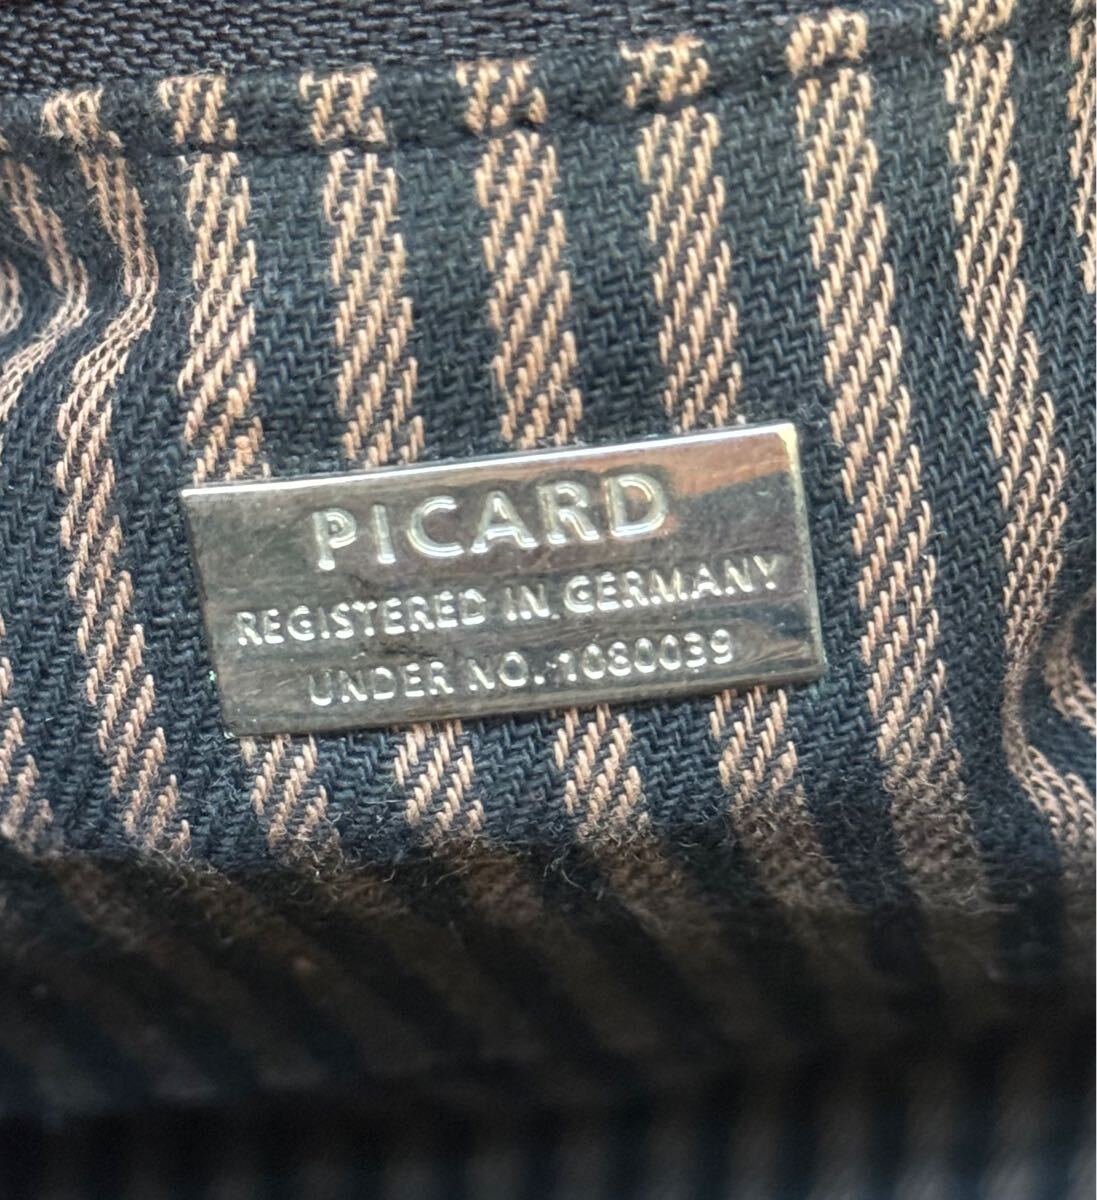 PICARD
REGISTERED IN GERMANY
UNDER NO. 1080039